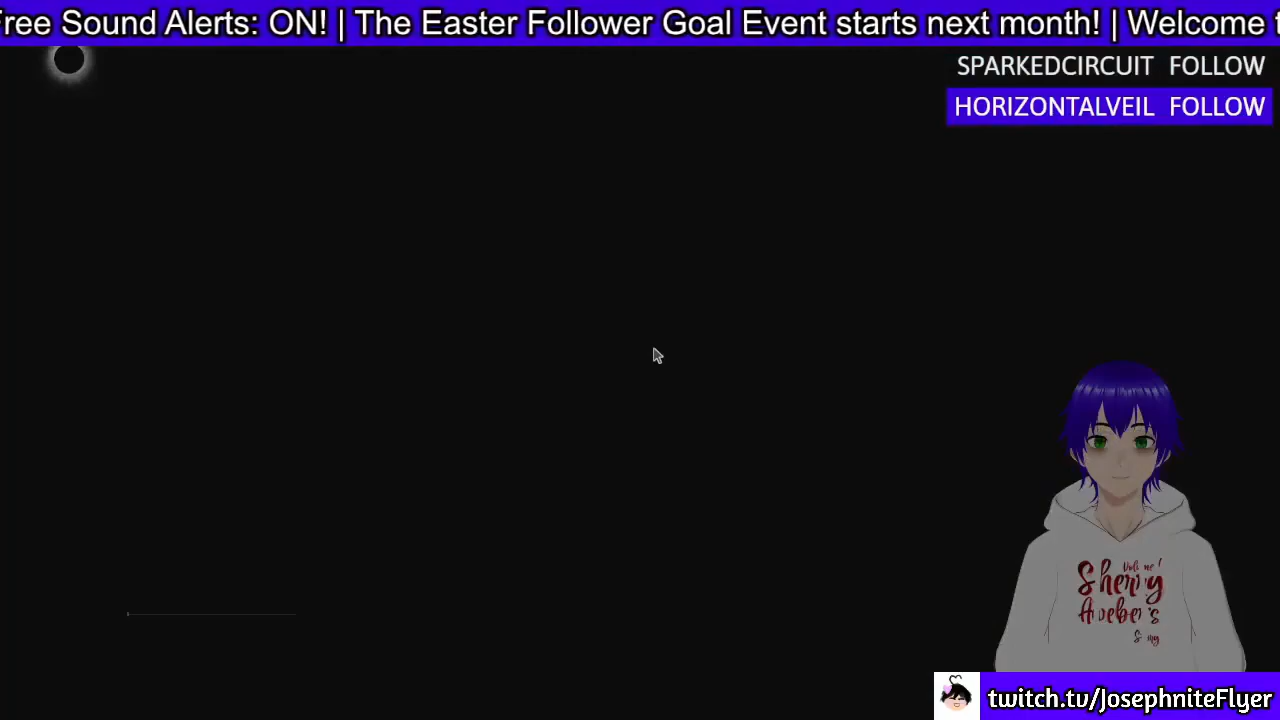 Free Sound Alerts: ON! | The Easter Follower Goal Event starts next month! | Welcome
SPARKEDCIRCUIT FOLLOW
HORIZONTALVEIL FOLLOW
Sherry
twitch.tv/JosephniteFlyer